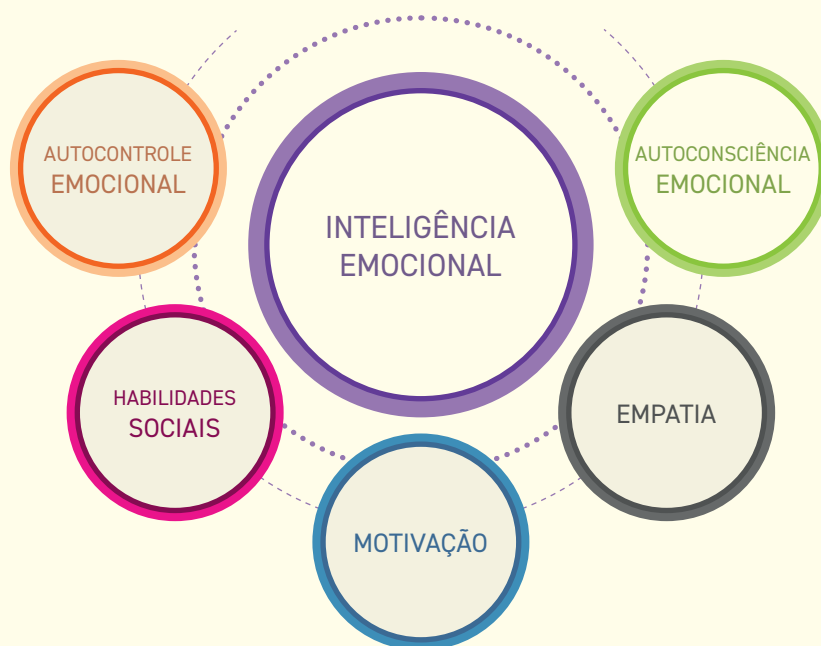 AUTOCONTROLE
EMOCIONAL
AUTOCONSCIÊNCIA
EMOCIONAL
INTELIGÊNCIA
EMOCIONAL
HABILIDADES
SOCIAIS
EMPATIA
MOTIVAÇÃO